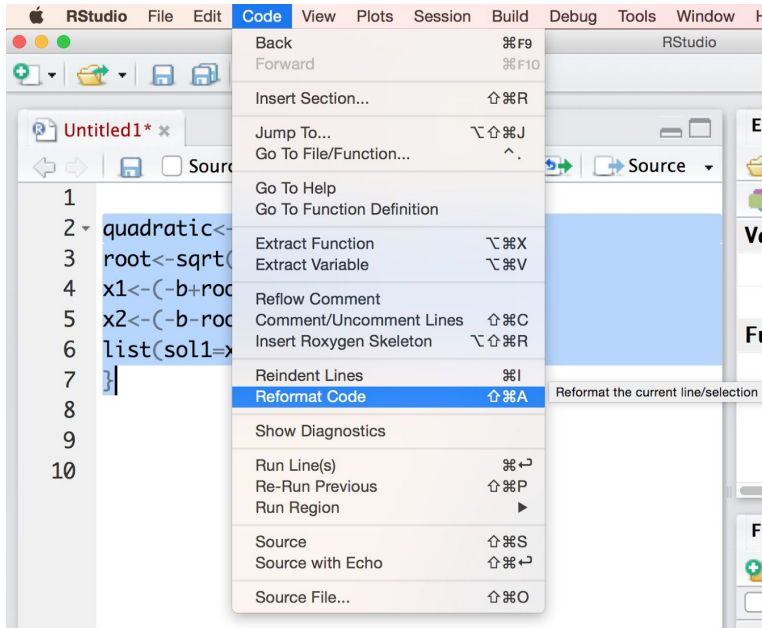 RStudio File Edit Code View Plots Session Build Debug Tools Window
RStudio
Back ⌘F9
Forward ⌘F10
Insert Section... ⇧⌘R
Jump To... ⌥⇧⌘J
Go To File/Function... ^ .
Go To Help
Go To Function Definition
Extract Function ⌥⌘X
Extract Variable ⌥⌘V
Reflow Comment
Comment/Uncomment Lines ⇧⌘C
Insert Roxygen Skeleton ⌥⇧⌘R
Reindent Lines ⌘I
Reformat Code ⇧⌘A
Reformat the current line/selection
Show Diagnostics
Run Line(s) ⌘↩
Re-Run Previous ⇧⌘P
Run Region ▶
Source ⇧⌘S
Source with Echo ⇧⌘↩
Source File... ⇧⌘O
Untitled1*
Source
1
2 quadratic<-
3 root<-sqrt(
4 x1<-(-b+roo
5 x2<-(-b-roo
6 list(sol1=x
7 }
8
9
10